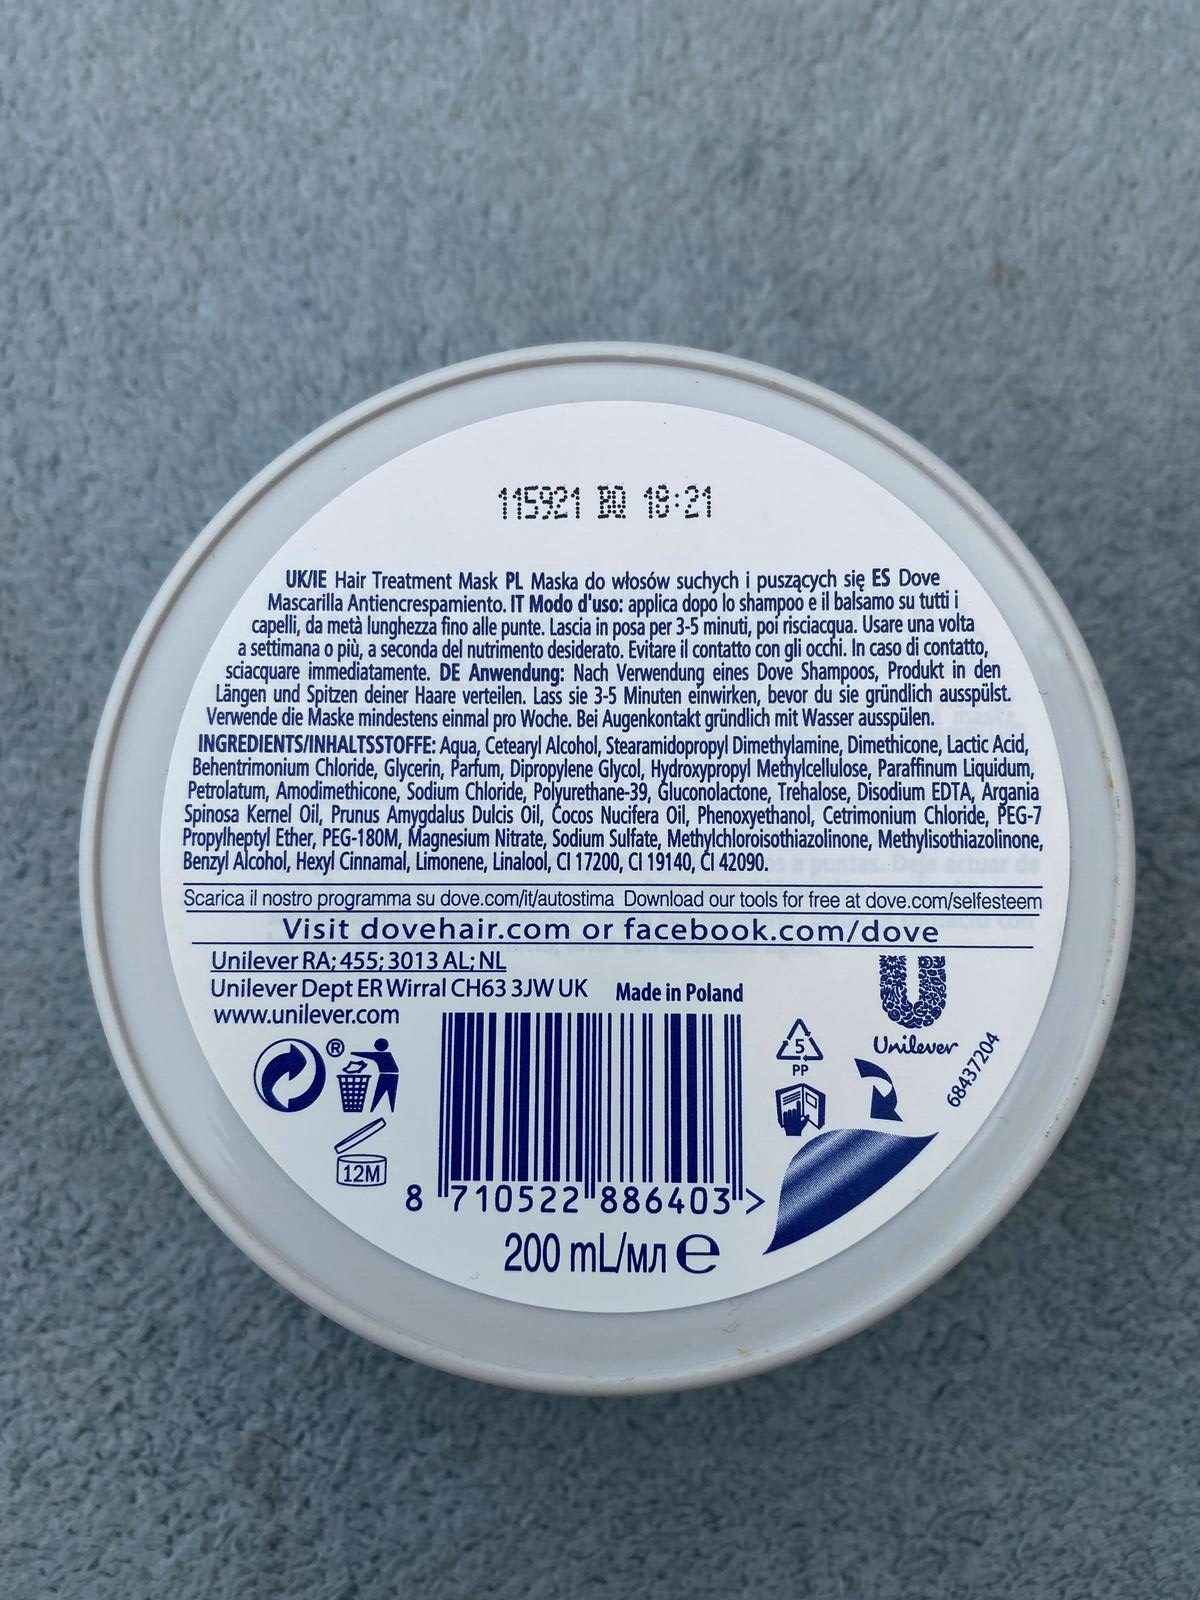 115921 BQ 18:21
UK/IE Hair Treatment Mask PL Maska do włosów suchych i puszących się ES Dove
Mascarilla Antiencrespamiento. IT Modo d'uso: applica dopo lo shampoo e il balsamo su tutti i
capelli, da metà lunghezza fino alle punte. Lascia in posa per 3-5 minuti, poi risciacqua. Usare una volta
a settimana o più, a seconda del nutrimento desiderato. Evitare il contatto con gli occhi. In caso di contatto,
sciacquare immediatamente. DE Anwendung: Nach Verwendung eines Dove Shampoos, Produkt in den
Längen und Spitzen deiner Haare verteilen. Lass sie 3-5 Minuten einwirken, bevor du sie gründlich ausspülst.
Verwende die Maske mindestens einmal pro Woche. Bei Augenkontakt gründlich mit Wasser ausspülen.
INGREDIENTS/INHALTSSTOFFE: Aqua, Cetearyl Alcohol, Stearamidopropyl Dimethylamine, Dimethicone, Lactic Acid,
Behentrimonium Chloride, Glycerin, Parfum, Dipropylene Glycol, Hydroxypropyl Methylcellulose, Paraffinum Liquidum,
Petrolatum, Amodimethicone, Sodium Chloride, Polyurethane-39, Gluconolactone, Trehalose, Disodium EDTA, Argania
Spinosa Kernel Oil, Prunus Amygdalus Dulcis Oil, Cocos Nucifera Oil, Phenoxyethanol, Cetrimonium Chloride, PEG-7
Propylheptyl Ether, PEG-180M, Magnesium Nitrate, Sodium Sulfate, Methylchloroisothiazolinone, Methylisothiazolinone,
Benzyl Alcohol, Hexyl Cinnamal, Limonene, Linalool, CI 17200, CI 19140, CI 42090.
Scarica il nostro programma su dove.com/it/autostima Download our tools for free at dove.com/selfesteem
Visit dovehair.com or facebook.com/dove
Unilever RA; 455; 3013 AL; NL
Unilever Dept ER Wirral CH63 3JW UK Made in Poland
www.unilever.com
Unilever
®
5
PP
68437204
12M
8 710522 886403 >
200 mL/мл e